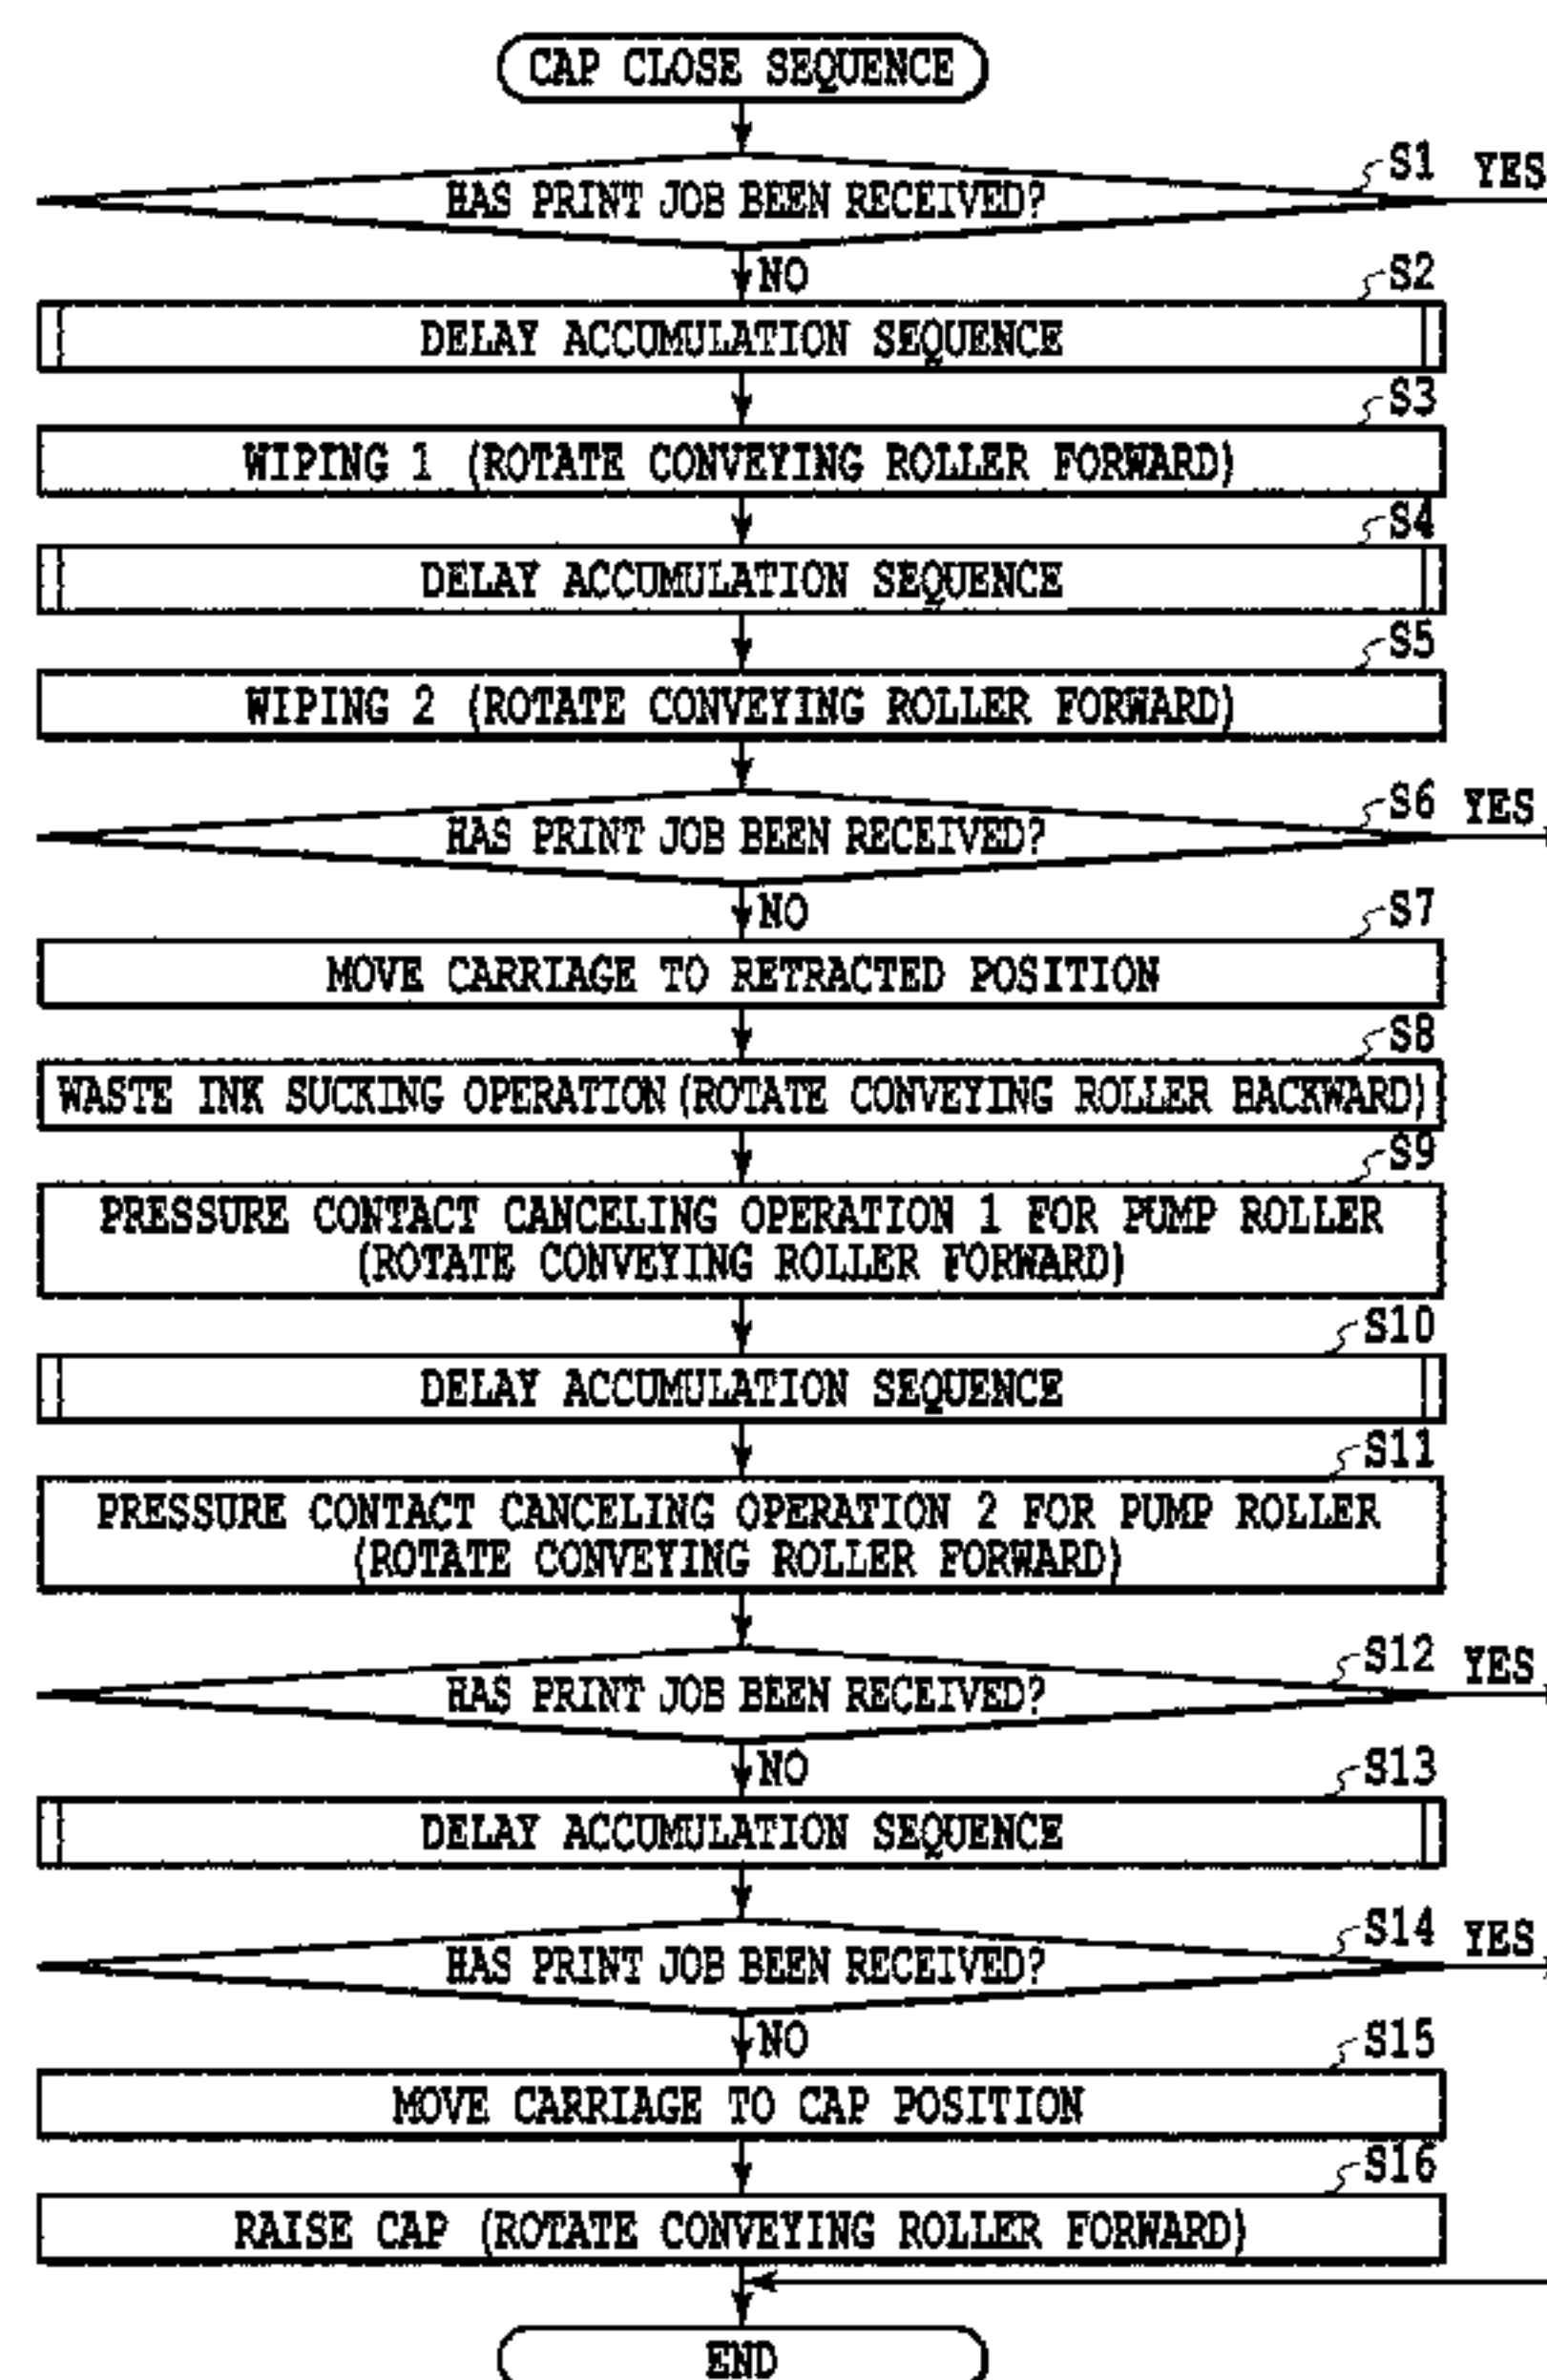 CAP CLOSE SEQUENCE
HAS PRINT JOB BEEN RECEIVED?
S1
YES
NO
S2
DELAY ACCUMULATION SEQUENCE
S3
WIPING 1 (ROTATE CONVEYING ROLLER FORWARD)
S4
DELAY ACCUMULATION SEQUENCE
S5
WIPING 2 (ROTATE CONVEYING ROLLER FORWARD)
S6
YES
HAS PRINT JOB BEEN RECEIVED?
NO
S7
MOVE CARRIAGE TO RETRACTED POSITION
S8
WASTE INK SUCKING OPERATION (ROTATE CONVEYING ROLLER BACKWARD)
S9
PRESSURE CONTACT CANCELING OPERATION 1 FOR PUMP ROLLER
(ROTATE CONVEYING ROLLER FORWARD)
S10
DELAY ACCUMULATION SEQUENCE
S11
PRESSURE CONTACT CANCELING OPERATION 2 FOR PUMP ROLLER
(ROTATE CONVEYING ROLLER FORWARD)
S12
YES
HAS PRINT JOB BEEN RECEIVED?
NO
S13
DELAY ACCUMULATION SEQUENCE
S14
YES
HAS PRINT JOB BEEN RECEIVED?
NO
S15
MOVE CARRIAGE TO CAP POSITION
S16
RAISE CAP (ROTATE CONVEYING ROLLER FORWARD)
END